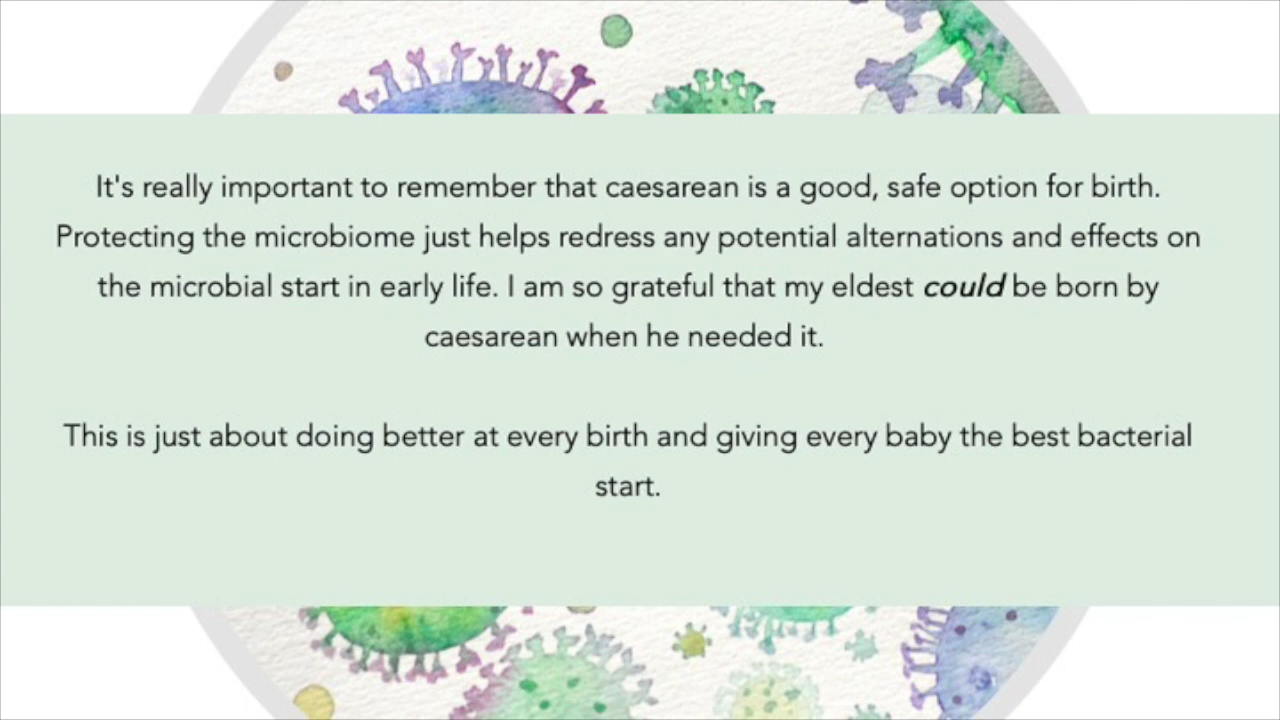 It's really important to remember that caesarean is a good, safe option for birth.
Protecting the microbiome just helps redress any potential alternations and effects on
the microbial start in early life. I am so grateful that my eldest could be born by
caesarean when he needed it.
This is just about doing better at every birth and giving every baby the best bacterial
start.